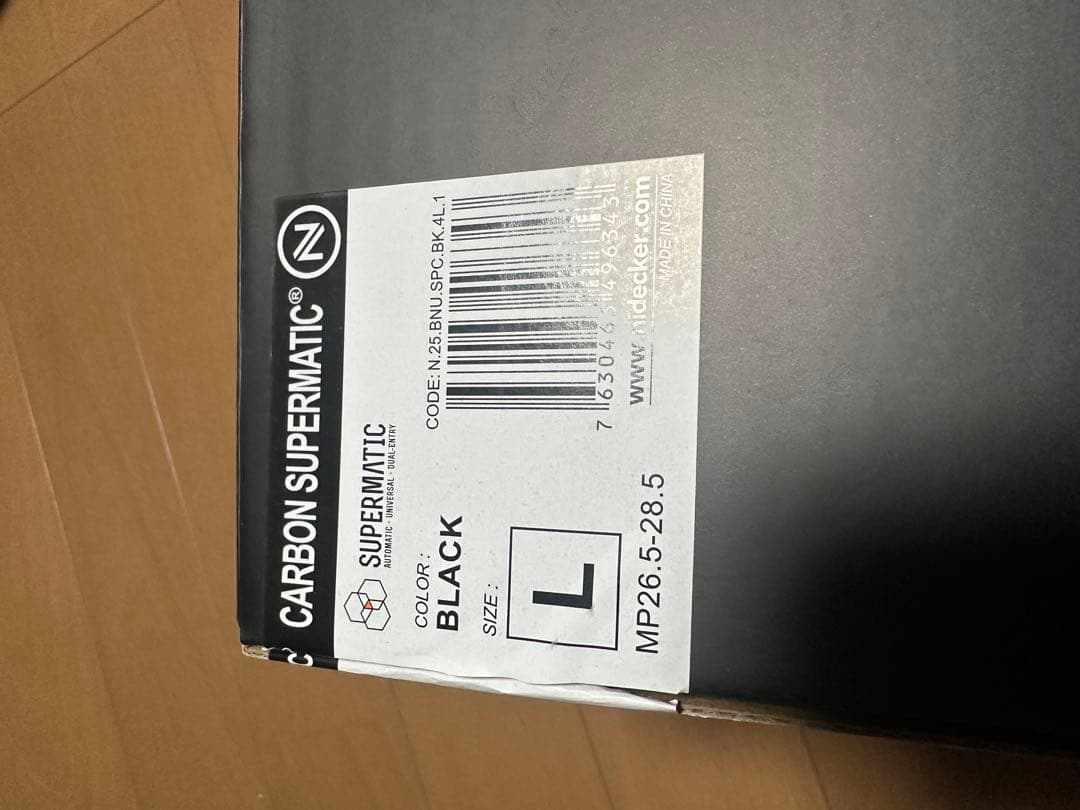 CARBON SUPERMATIC® N
C
SUPERMATIC
AUTOMATIC · UNIVERSAL · DUAL-ENTRY
COLOR :
BLACK
SIZE :
L
MP26.5-28.5
CODE: N.25.BNU.SPC.BK.4L.1
7 630463 496343
www.nidecker.com
MADE IN CHINA